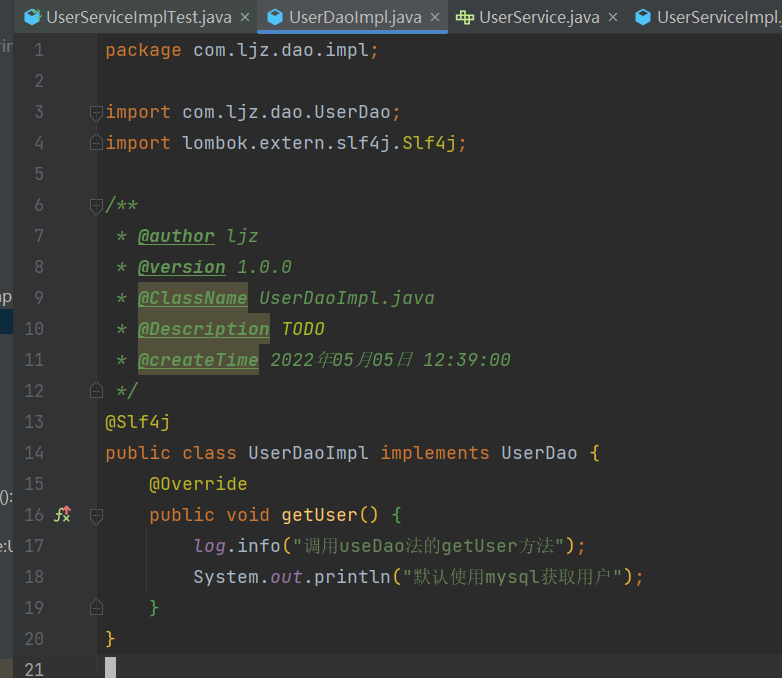 UserServiceImplTest.java × UserDaoImpl.java × UserService.java × UserServiceImpl.
1 package com.ljz.dao.impl;
2
3 import com.ljz.dao.UserDao;
4 import lombok.extern.slf4j.Slf4j;
5
6 /**
7 * @author ljz
8 * @version 1.0.0
9 * @ClassName UserDaoImpl.java
10 * @Description TODO
11 * @createTime 2022年05月05日 12:39:00
12 */
13 @Slf4j
14 public class UserDaoImpl implements UserDao {
15 @Override
16 public void getUser() {
17 log.info("调用useDao法的getUser方法");
18 System.out.println("默认使用mysql获取用户");
19 }
20 }
21